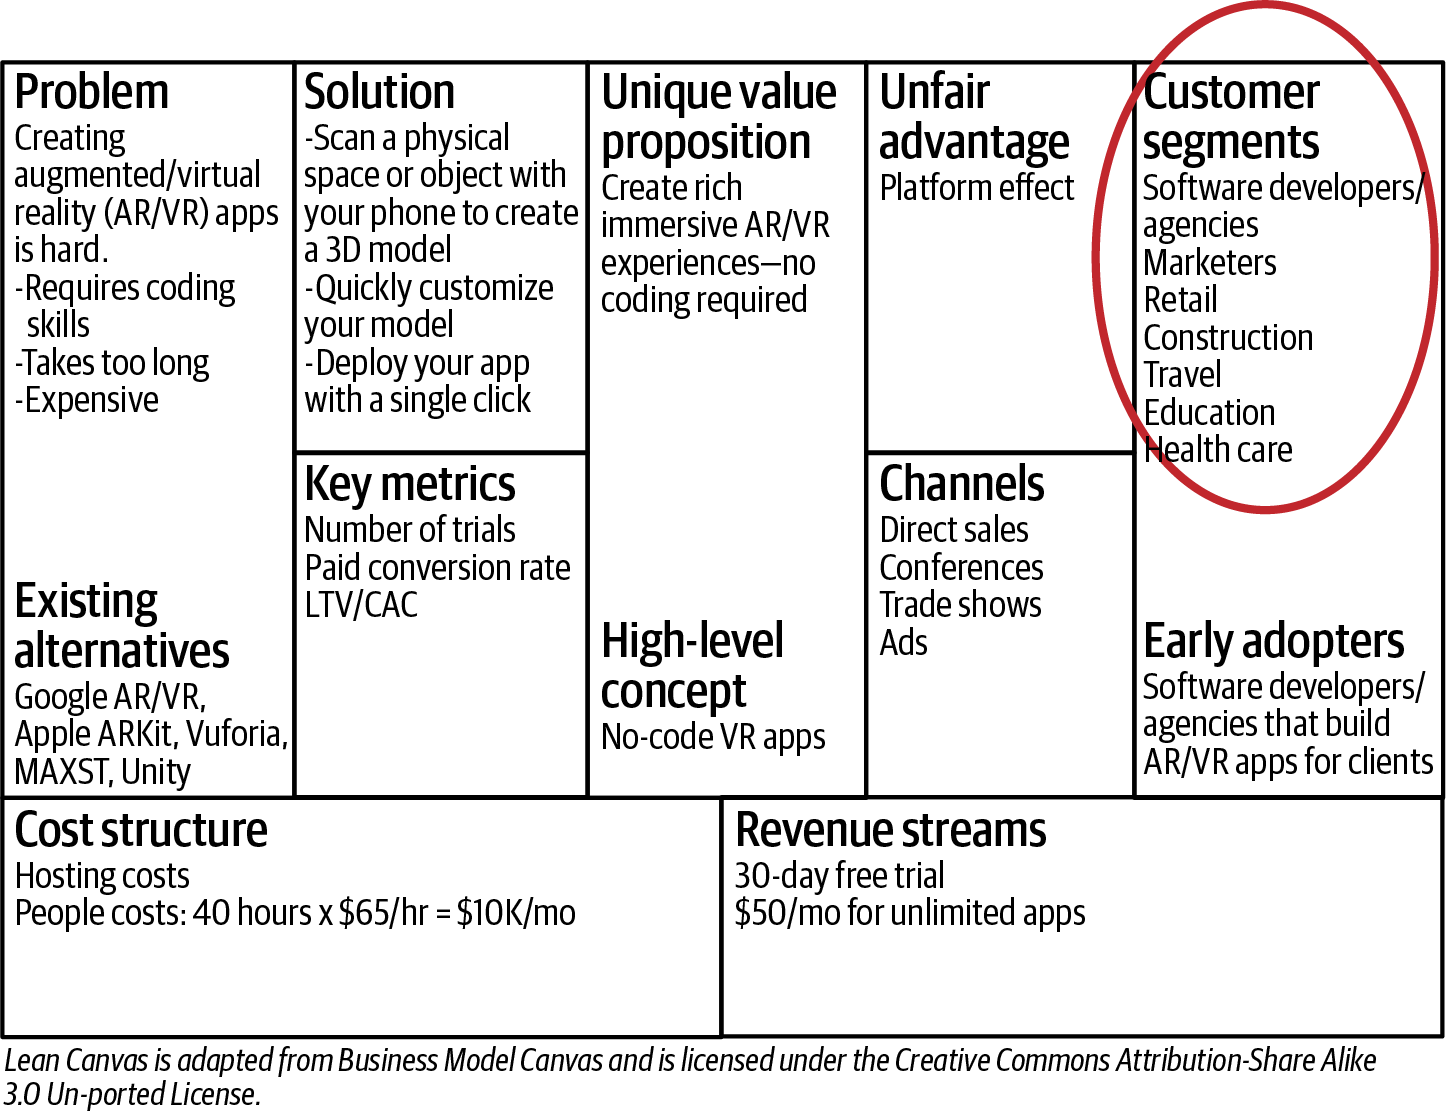 Problem
Creating
augmented/virtual
reality (AR/VR) apps
is hard.
-Requires coding
skills
-Takes too long
-Expensive
Existing
alternatives
Google AR/VR,
Apple ARKit, Vuforia,
MAXST, Unity
Solution
-Scan a physical
space or object with
your phone to create
a 3D model
-Quickly customize
your model
-Deploy your app
with a single click
Key metrics
Number of trials
Paid conversion rate
LTV/CAC
Unique value
proposition
Create rich
immersive AR/VR
experiences—no
coding required
High-level
concept
No-code VR apps
Unfair
advantage
Platform effect
Channels
Direct sales
Conferences
Trade shows
Ads
Customer
segments
Software developers/
agencies
Marketers
Retail
Construction
Travel
Education
Health care
Early adopters
Software developers/
agencies that build
AR/VR apps for clients
Cost structure
Hosting costs
People costs: 40 hours x $65/hr = $10K/mo
Revenue streams
30-day free trial
$50/mo for unlimited apps
Lean Canvas is adapted from Business Model Canvas and is licensed under the Creative Commons Attribution-Share Alike
3.0 Un-ported License.